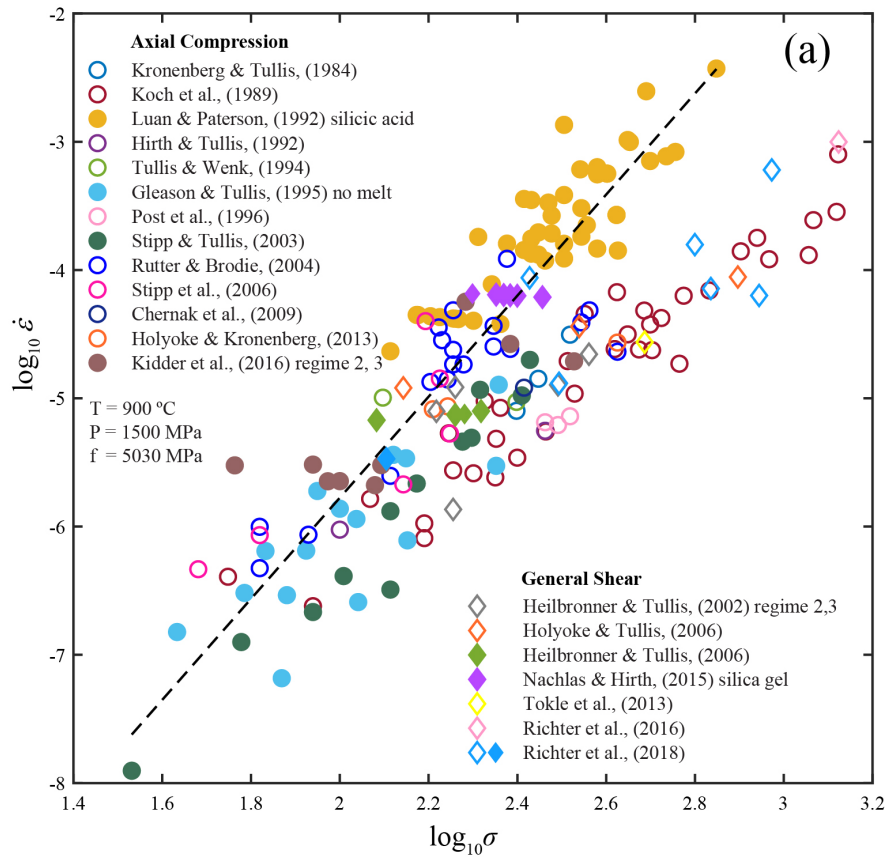 (a)
Axial Compression
Kronenberg & Tullis, (1984)
Koch et al., (1989)
Luan & Paterson, (1992) silicic acid
Hirth & Tullis, (1992)
Tullis & Wenk, (1994)
Gleason & Tullis, (1995) no melt
Post et al., (1996)
Stipp & Tullis, (2003)
Rutter & Brodie, (2004)
Stipp et al., (2006)
Chernak et al., (2009)
Holyoke & Kronenberg, (2013)
Kidder et al., (2016) regime 2, 3
T = 900 ºC
P = 1500 MPa
f = 5030 MPa
General Shear
Heilbronner & Tullis, (2002) regime 2,3
Holyoke & Tullis, (2006)
Heilbronner & Tullis, (2006)
Nachlas & Hirth, (2015) silica gel
Tokle et al., (2013)
Richter et al., (2016)
Richter et al., (2018)
-2
-3
-4
-5
-6
-7
-8
log₁₀ ε̇
1.4 1.6 1.8 2 2.2 2.4 2.6 2.8 3 3.2
log₁₀σ